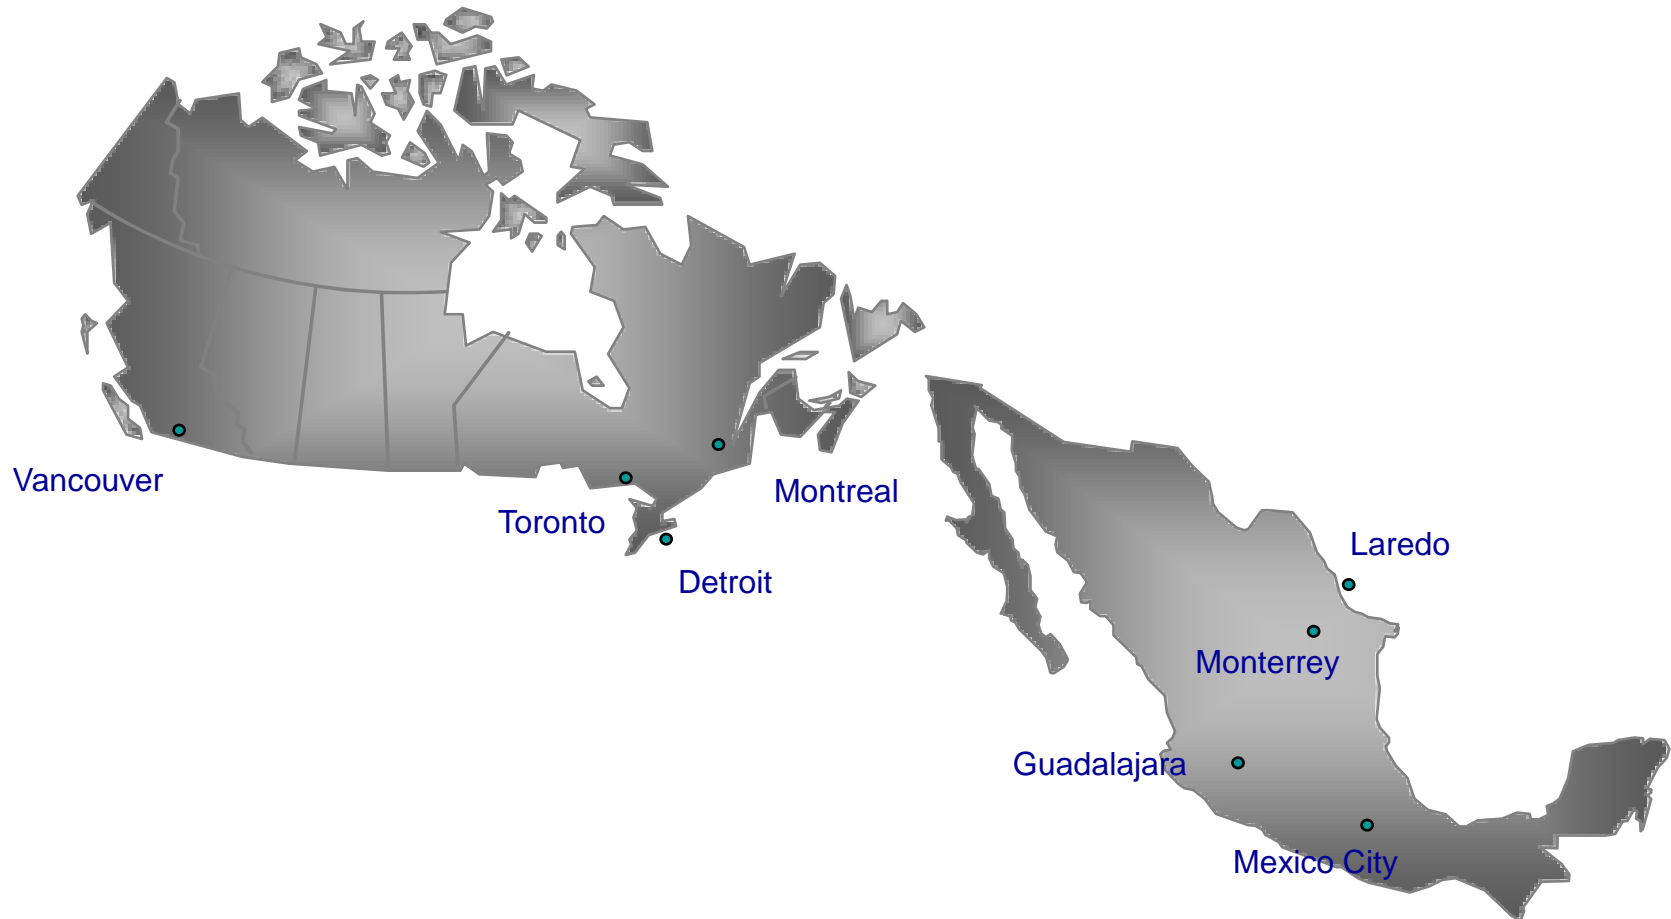 Vancouver
Montreal
Toronto
Laredo
Detroit
Monterrey
Guadalajara
Mexico City